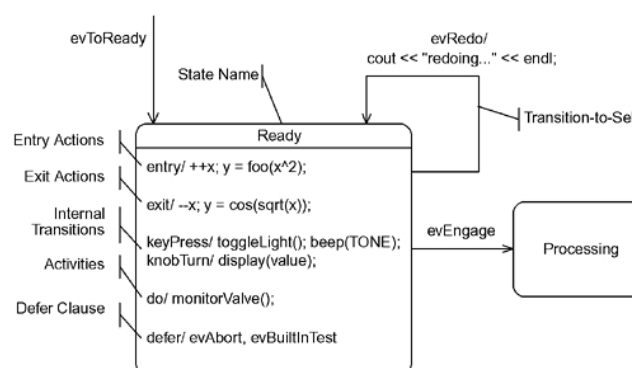 evToReady
evRedo/
cout << "redoing..." << endl;
State Name
Transition-to-Sel
Ready
Entry Actions
entry/ ++x; y = foo(x^2);
Exit Actions
exit/ --x; y = cos(sqrt(x));
Internal
Transitions
keyPress/ toggleLight(); beep(TONE);
knobTurn/ display(value);
evEngage
Processing
Activities
do/ monitorValve();
Defer Clause
defer/ evAbort, evBuiltInTest